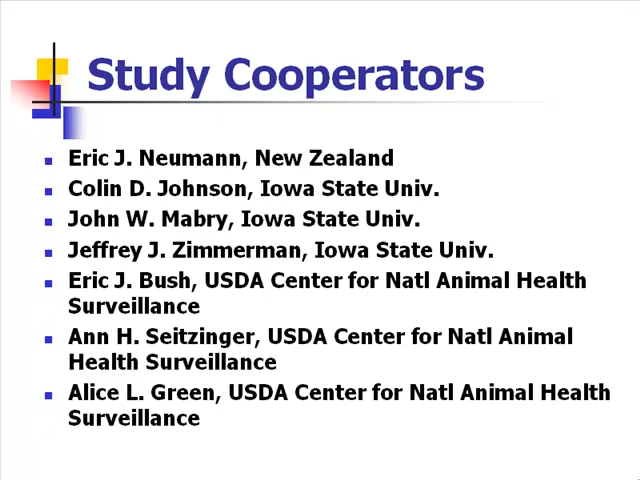 Study Cooperators
Eric J. Neumann, New Zealand
Colin D. Johnson, Iowa State Univ.
John W. Mabry, Iowa State Univ.
Jeffrey J. Zimmerman, Iowa State Univ.
Eric J. Bush, USDA Center for Natl Animal Health
Surveillance
Ann H. Seitzinger, USDA Center for Natl Animal
Health Surveillance
Alice L. Green, USDA Center for Natl Animal Health
Surveillance